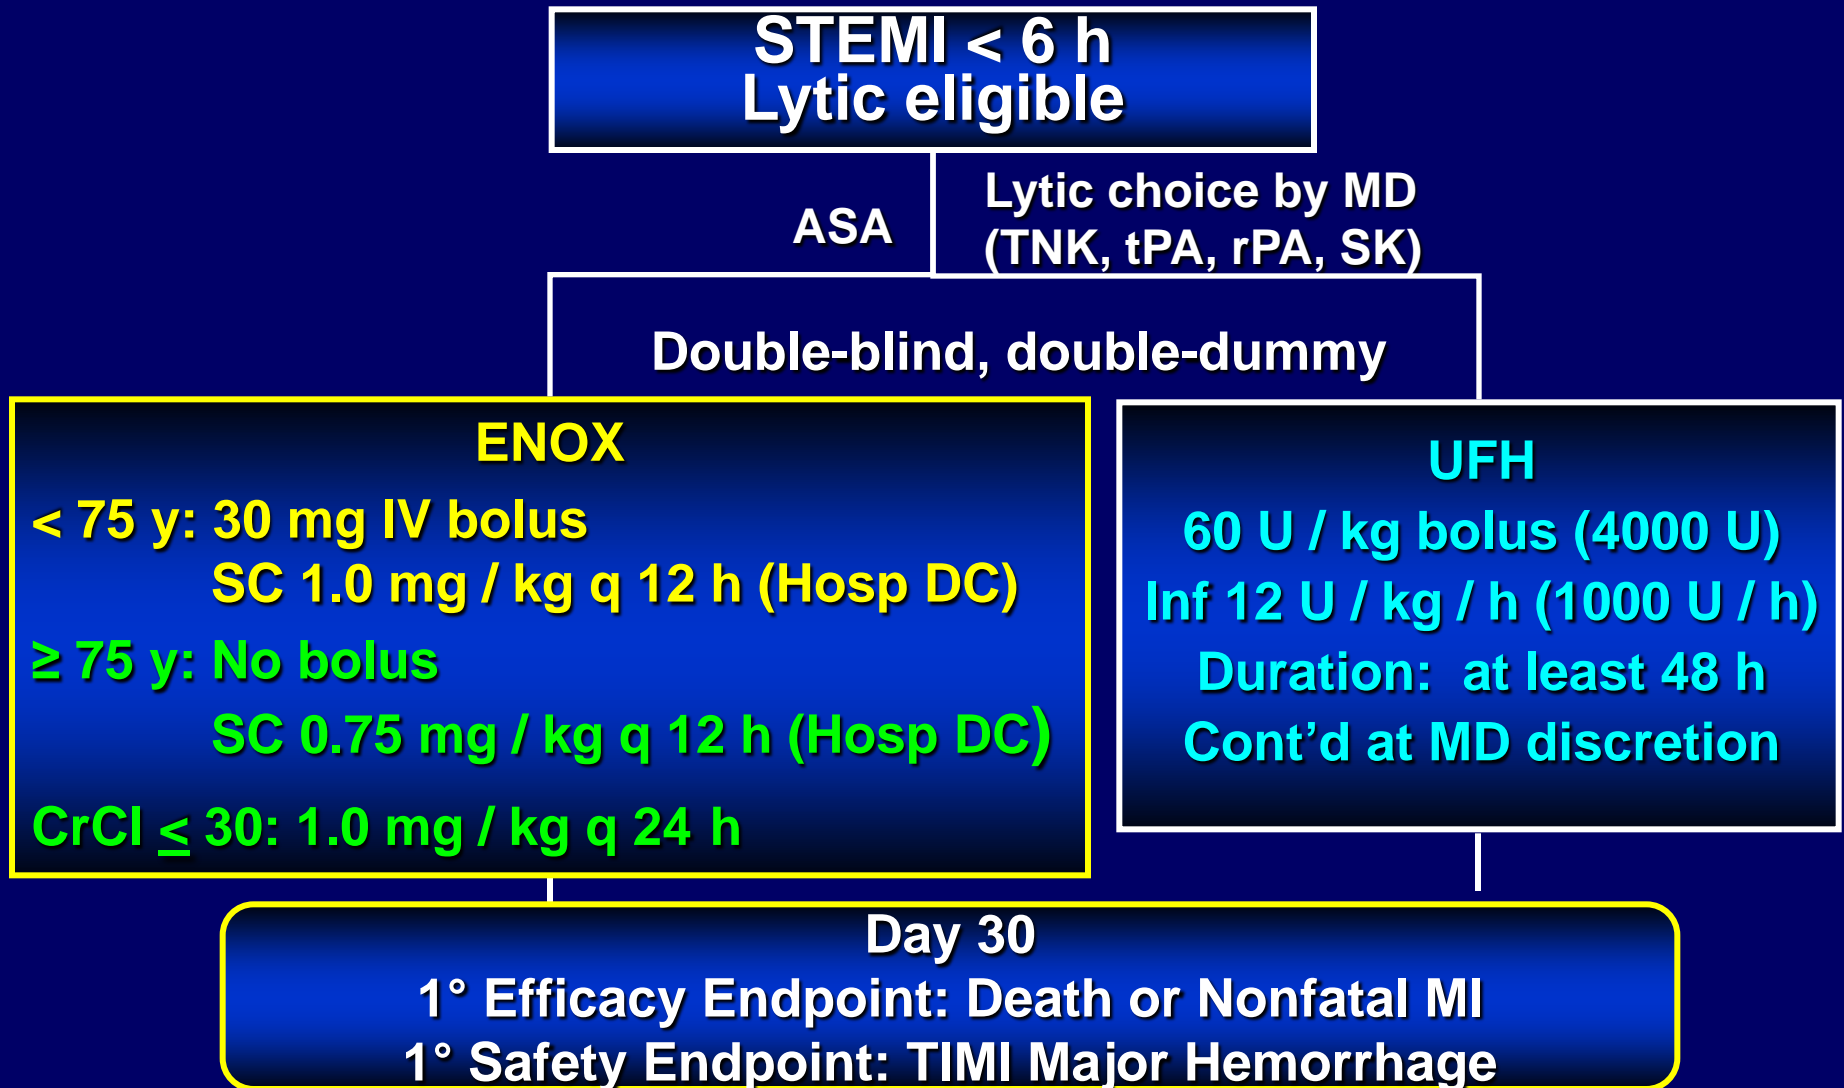 STEMI < 6 h
Lytic eligible
ASA
Lytic choice by MD
(TNK, tPA, rPA, SK)
Double-blind, double-dummy
ENOX
< 75 y: 30 mg IV bolus
SC 1.0 mg / kg q 12 h (Hosp DC)
≥ 75 y: No bolus
SC 0.75 mg / kg q 12 h (Hosp DC)
CrCl ≤ 30: 1.0 mg / kg q 24 h
UFH
60 U / kg bolus (4000 U)
Inf 12 U / kg / h (1000 U / h)
Duration: at least 48 h
Cont’d at MD discretion
Day 30
1° Efficacy Endpoint: Death or Nonfatal MI
1° Safety Endpoint: TIMI Major Hemorrhage